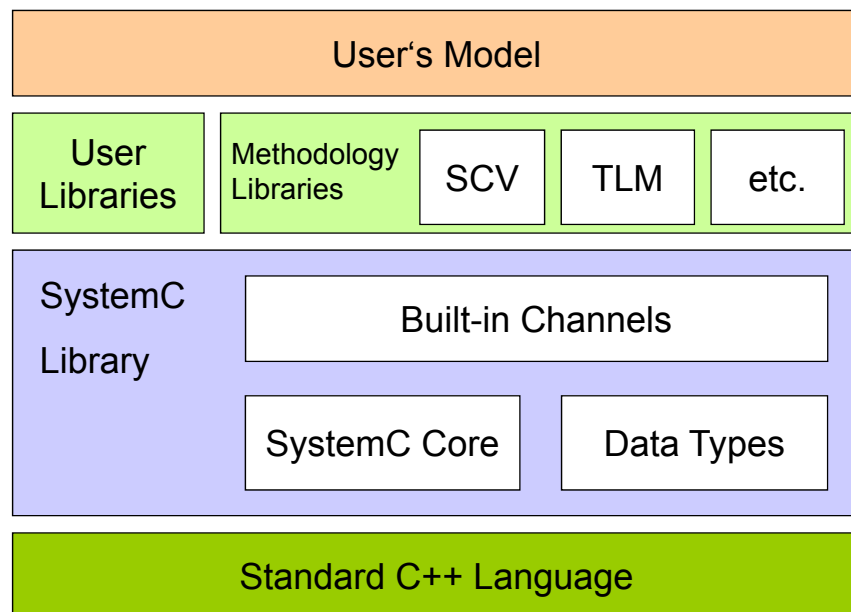 User‘s Model
User
Libraries
Methodology
Libraries
SCV
TLM
etc.
SystemC
Library
Built-in Channels
SystemC Core
Data Types
Standard C++ Language